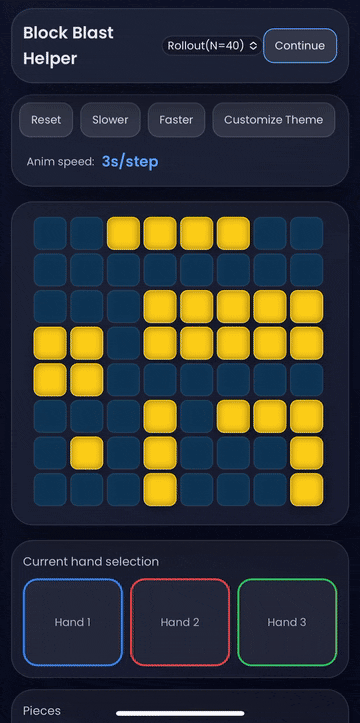 Block Blast
Helper
Rollout(N=40)
Continue
Reset
Slower
Faster
Customize Theme
Anim speed: 3s/step
Current hand selection
Hand 1
Hand 2
Hand 3
Pieces